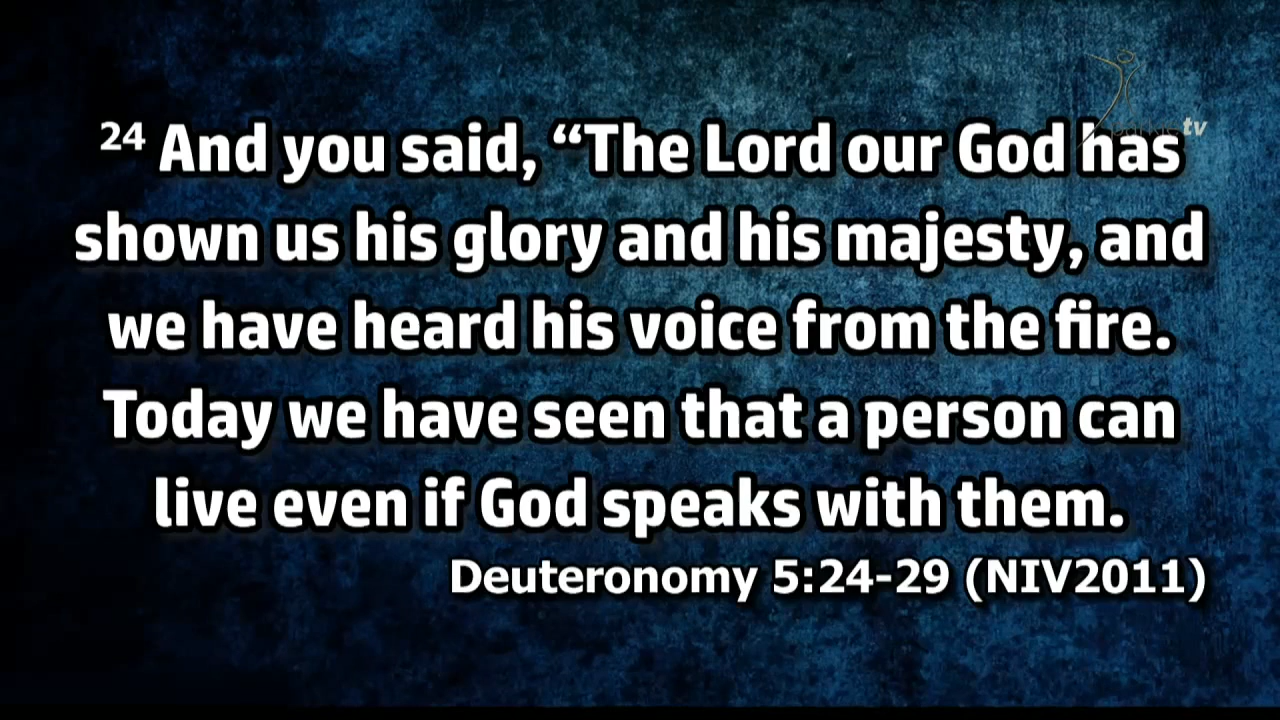 24 And you said, “The Lord our God has
shown us his glory and his majesty, and
we have heard his voice from the fire.
Today we have seen that a person can
live even if God speaks with them.
Deuteronomy 5:24-29 (NIV2011)
tv